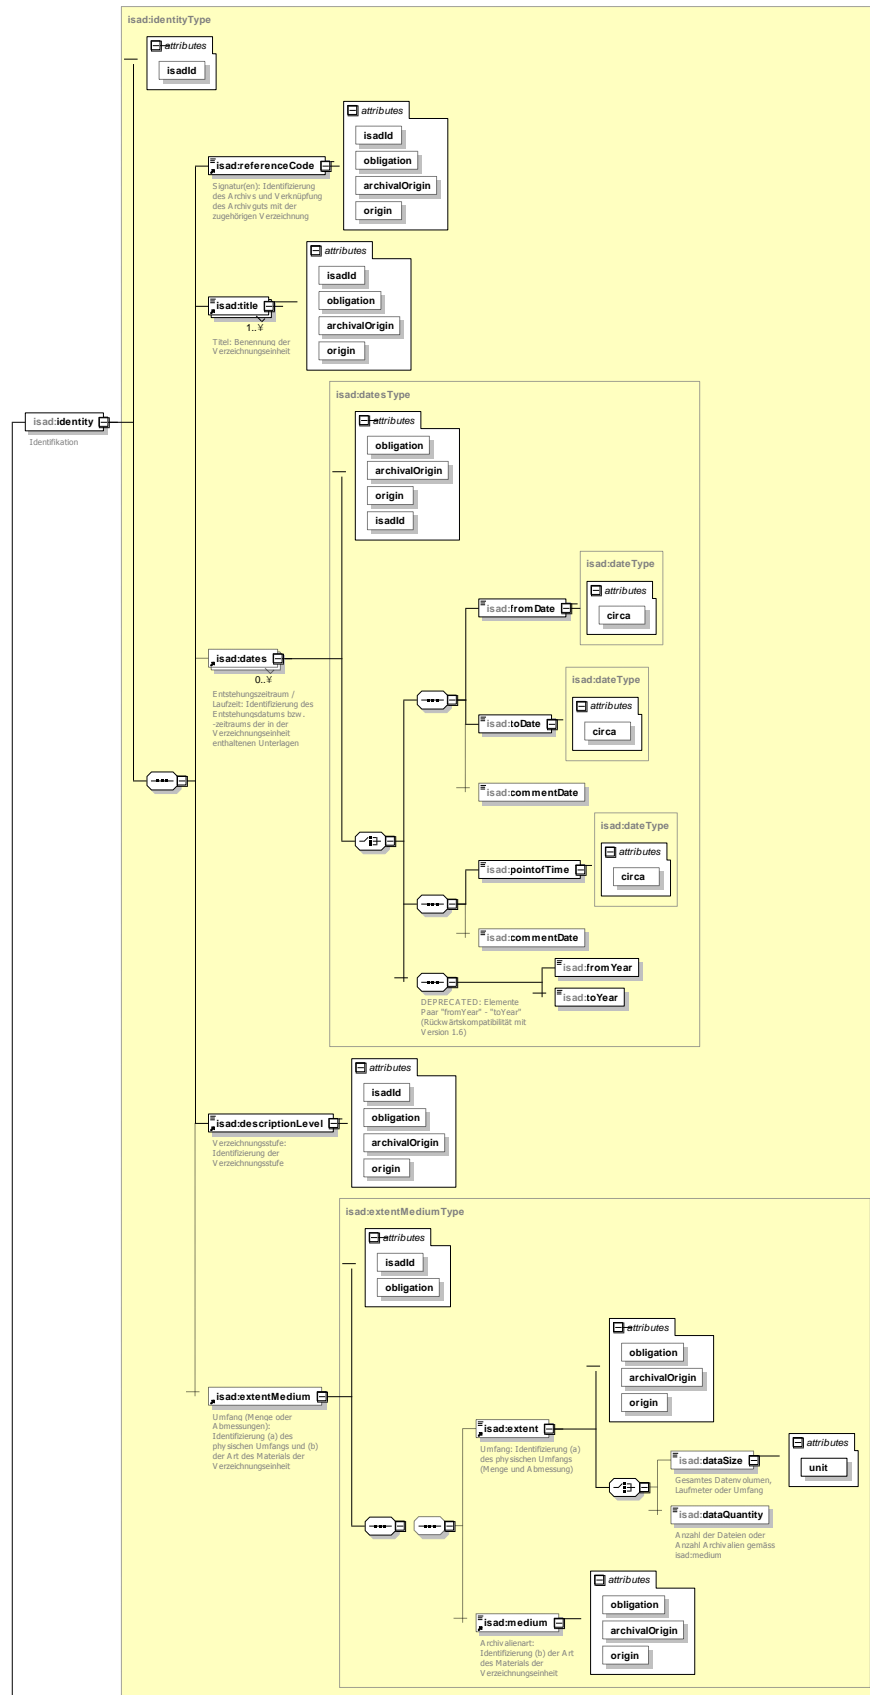 isad:identityType
attributes
isadId
attributes
isadId
obligation
archivalOrigin
origin
isad:referenceCode
Signatur(en): Identifizierung
des Archivs und Verknüpfung
des Archivguts mit der
zugehörigen Verzeichnung
attributes
isadId
obligation
archivalOrigin
origin
isad:title
1..¥
Titel: Benennung der
Verzeichnungseinheit
isad:identity
Identifikation
isad:datesType
attributes
obligation
archivalOrigin
origin
isadId
isad:dateType
attributes
circa
isad:fromDate
isad:dates
0..¥
Entstehungszeitraum /
Laufzeit: Identifizierung des
Entstehungsdatums bzw.
-zeitraums der in der
Verzeichnungseinheit
enthaltenen Unterlagen
isad:dateType
attributes
circa
isad:toDate
isad:commentDate
isad:dateType
attributes
circa
isad:pointofTime
isad:commentDate
isad:fromYear
isad:toYear
DEPRECATED: Elemente
Paar "fromYear" - "toYear"
(Rückwärtskompatibilität mit
Version 1.6)
attributes
isadId
obligation
archivalOrigin
origin
isad:descriptionLevel
Verzeichnungsstufe:
Identifizierung der
Verzeichnungsstufe
isad:extentMediumType
attributes
isadId
obligation
isad:extentMedium
Umfang (Menge oder
Abmessungen):
Identifizierung (a) des
physischen Umfangs und (b)
der Art des Materials der
Verzeichnungseinheit
attributes
obligation
archivalOrigin
origin
isad:extent
Umfang: Identifizierung (a)
des physischen Umfangs
(Menge und Abmessung)
attributes
unit
isad:dataSize
Gesamtes Datenvolumen,
Laufmeter oder Umfang
isad:dataQuantity
Anzahl der Dateien oder
Anzahl Archivalien gemäss
isad:medium
attributes
obligation
archivalOrigin
origin
isad:medium
Archivalienart:
Identifizierung (b) der Art
des Materials der
Verzeichnungseinheit